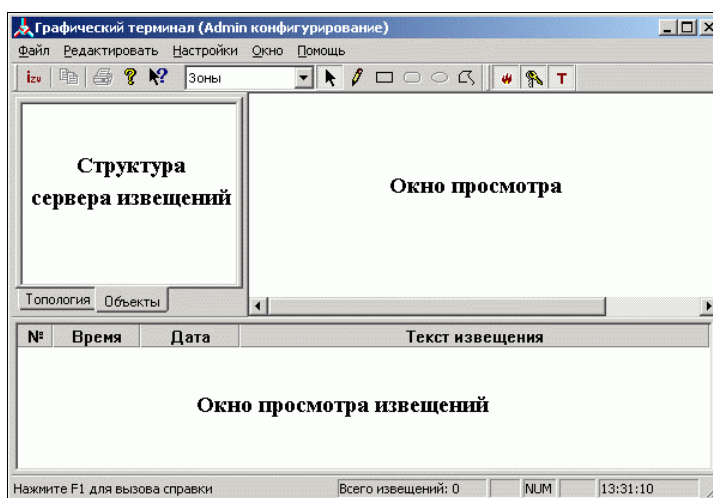 Графический терминал (Admin конфигурирование)
Файл Редактировать Настройки Окно Помощь
izv Зоны T
Структура
сервера извещений
Окно просмотра
Топология Объекты
№ Время Дата Текст извещения
Окно просмотра извещений
Нажмите F1 для вызова справки Всего извещений: 0 NUM 13:31:10